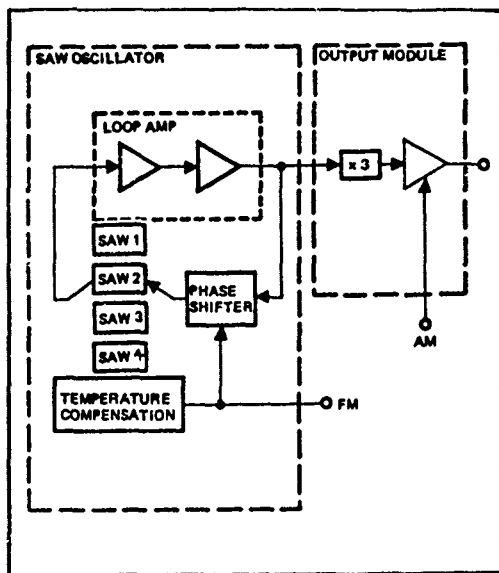 SAW OSCILLATOR
OUTPUT MODULE
LOOP AMP
x 3
SAW 1
SAW 2
PHASE
SHIFTER
SAW 3
SAW 4
AM
TEMPERATURE
COMPENSATION
FM